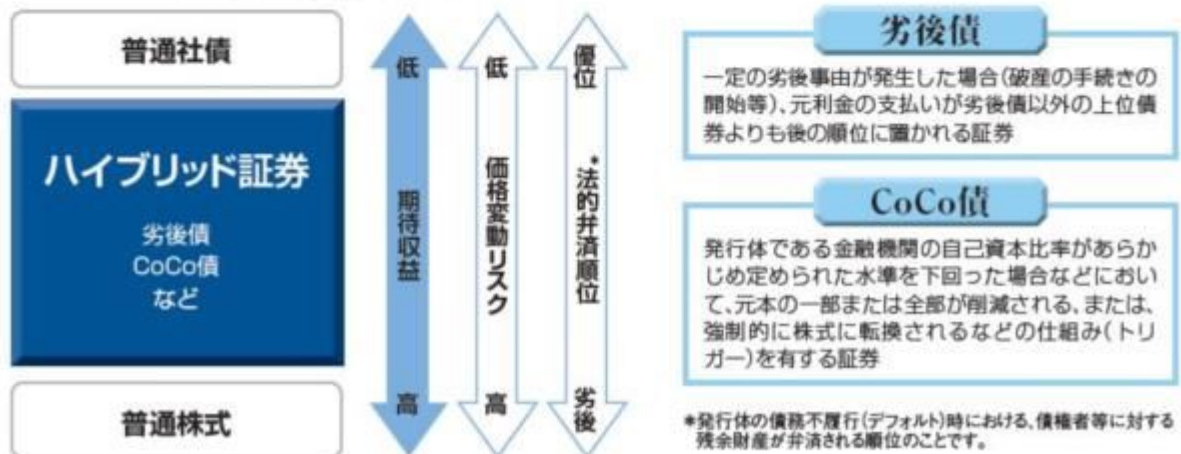 普通社債
ハイブリッド証券
劣後債
CoCo債
など
普通株式
低
期待収益
高
低
価格変動リスク
高
優位
*法的弁済順位
劣後
劣後債
一定の劣後事由が発生した場合(破産の手続きの
開始等)、元利金の支払いが劣後債以外の上位債
券よりも後の順位に置かれる証券
CoCo債
発行体である金融機関の自己資本比率があらか
じめ定められた水準を下回った場合などにおい
て、元本の一部または全部が削減される、または、
強制的に株式に転換されるなどの仕組み(トリ
ガー)を有する証券
*発行体の債務不履行(デフォルト)時における、債権者等に対する
残余財産が弁済される順位のことです。